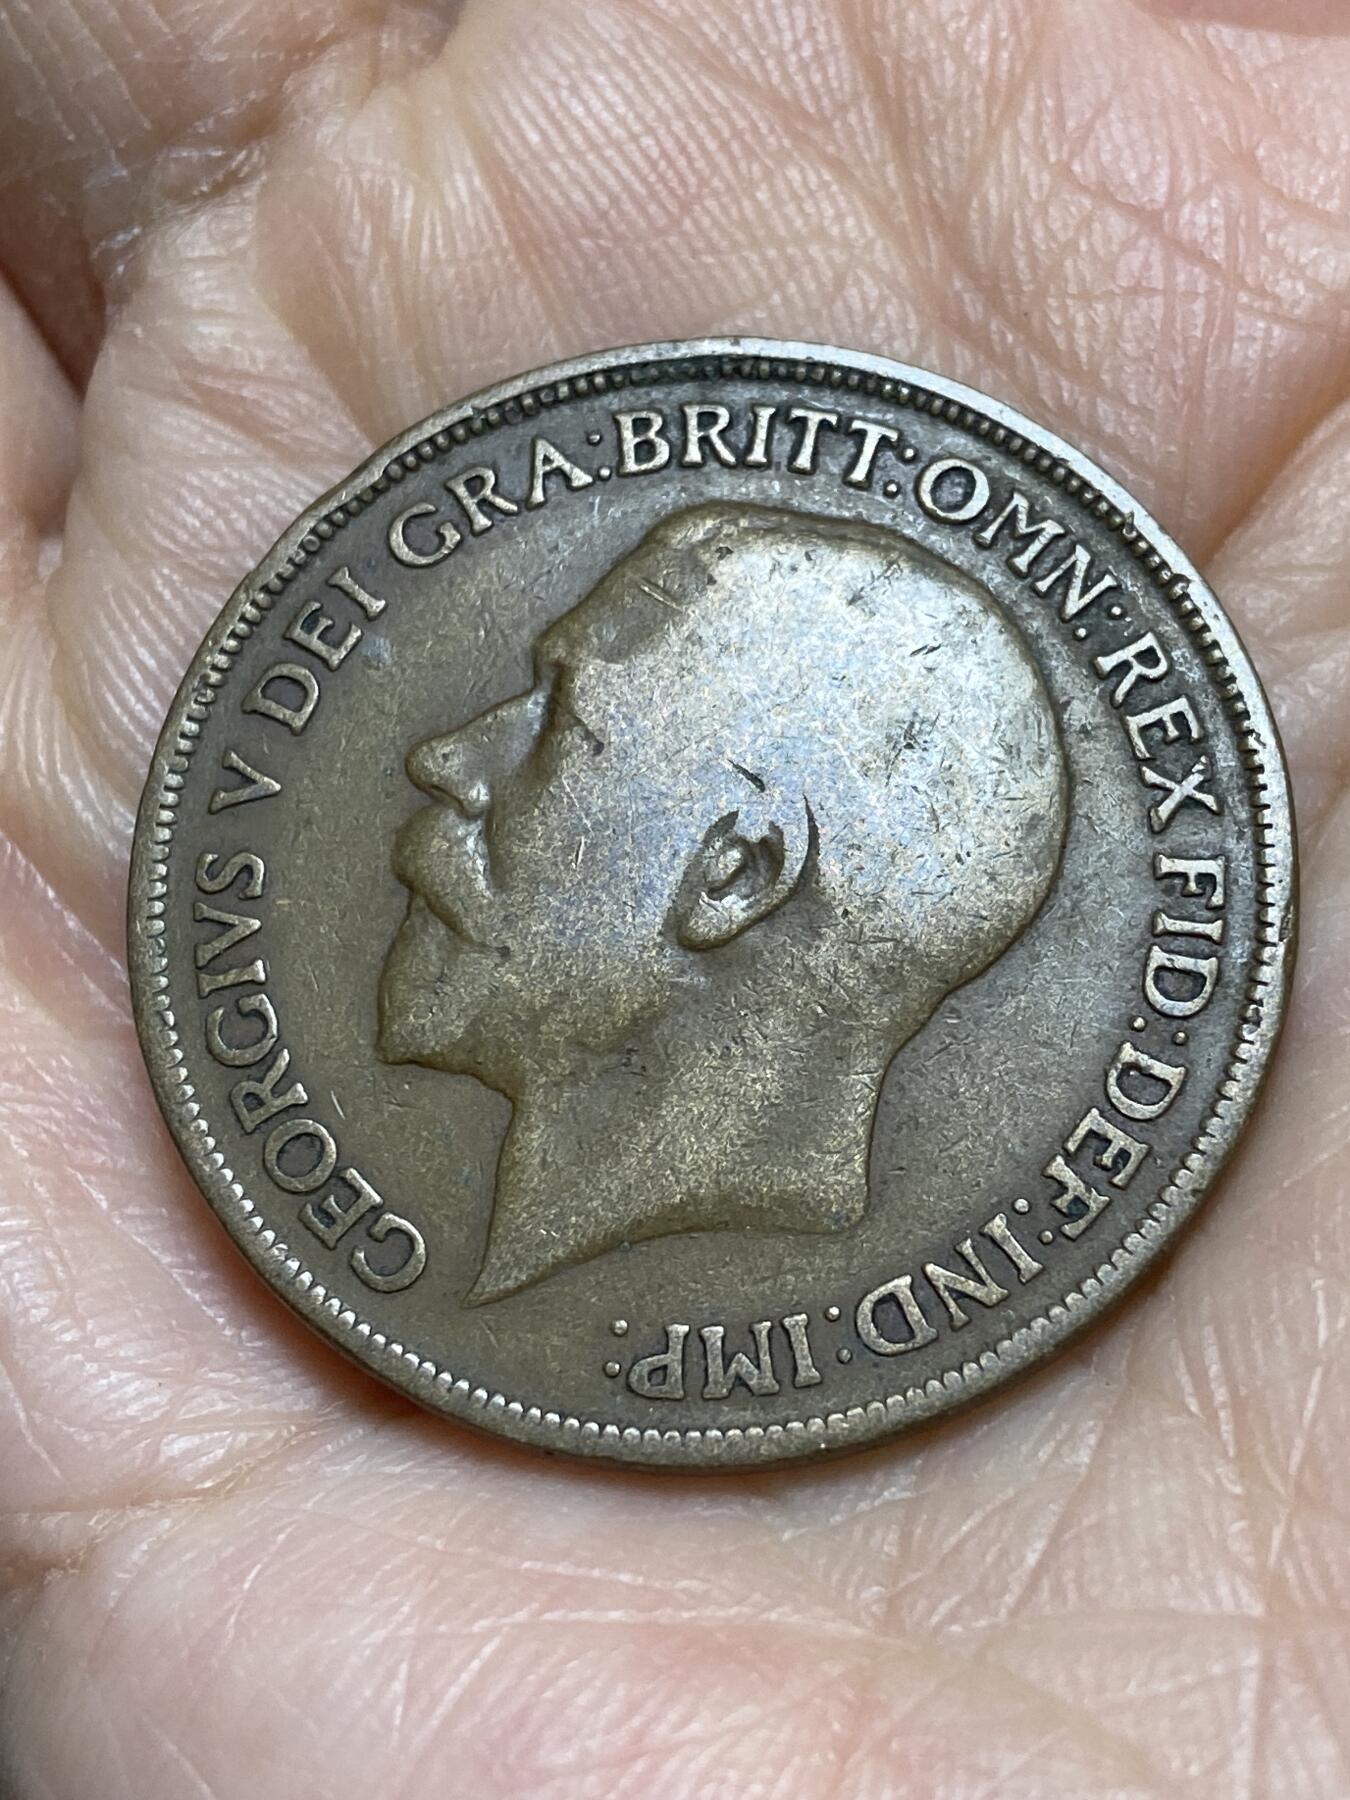 GEORGIVS V DEI GRA:BRITT:OMN:REX FID:DEF:IND:IMP: